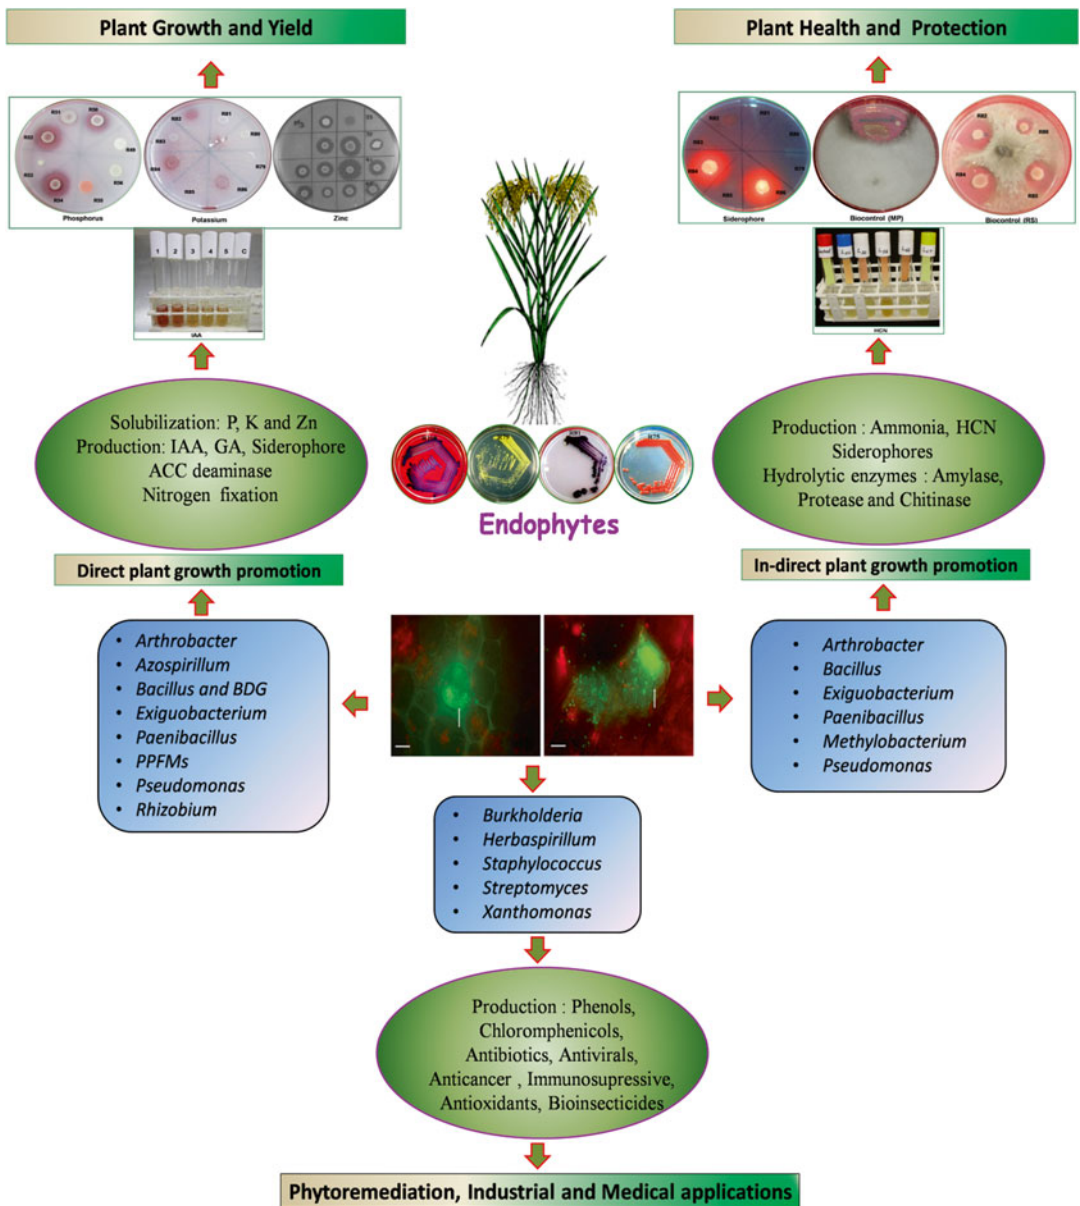 Plant Growth and Yield
Plant Health and Protection
Phosphorus
Potassium
Zinc
Siderophore
Biocontrol (MP)
Biocontrol (RS)
1 2 3 4 5 C
IAA
HCN
Solubilization: P, K and Zn
Production: IAA, GA, Siderophore
ACC deaminase
Nitrogen fixation
Production : Ammonia, HCN
Siderophores
Hydrolytic enzymes : Amylase,
Protease and Chitinase
Endophytes
Direct plant growth promotion
In-direct plant growth promotion
• Arthrobacter
• Azospirillum
• Bacillus and BDG
• Exiguobacterium
• Paenibacillus
• PPFMs
• Pseudomonas
• Rhizobium
• Arthrobacter
• Bacillus
• Exiguobacterium
• Paenibacillus
• Methylobacterium
• Pseudomonas
• Burkholderia
• Herbaspirillum
• Staphylococcus
• Streptomyces
• Xanthomonas
Production : Phenols,
Chloromphenicols,
Antibiotics, Antivirals,
Anticancer , Immunosupressive,
Antioxidants, Bioinsecticides
Phytoremediation, Industrial and Medical applications